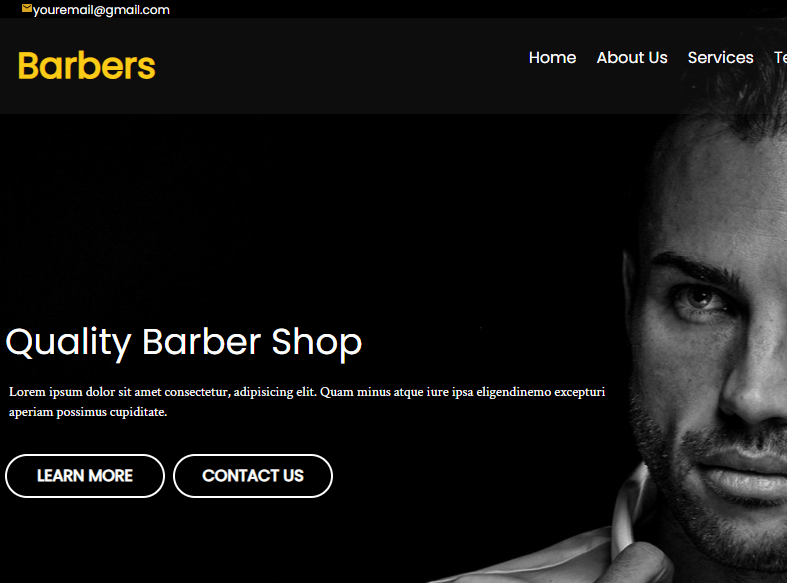 youremail@gmail.com
Barbers
Home About Us Services Te
Quality Barber Shop
Lorem ipsum dolor sit amet consectetur, adipisicing elit. Quam minus atque iure ipsa eligendinemo excepturi
aperiam possimus cupiditate.
LEARN MORE CONTACT US